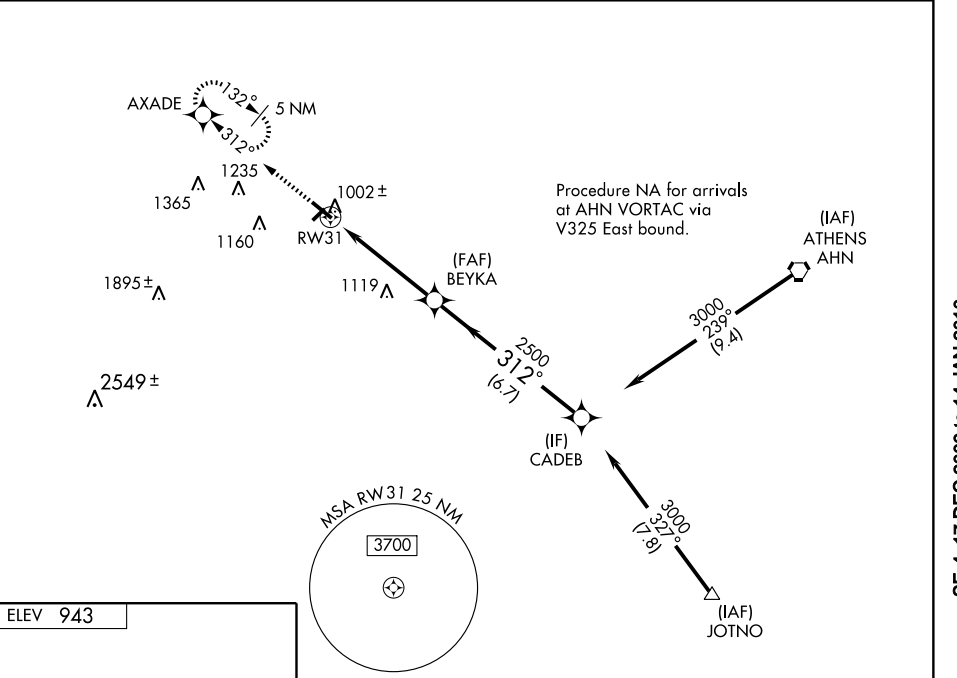 AXADE
132°
5 NM
312°
1235
1365
1160
1002 ±
RW31
Procedure NA for arrivals
at AHN VORTAC via
V325 East bound.
(IAF)
ATHENS
AHN
(FAF)
BEYKA
1119
1895 ±
2549 ±
3000
239°
(9.4)
2500
312°
(6.7)
(IF)
CADEB
MSA RW31 25 NM
3700
3000
327°
(7.8)
(IAF)
JOTNO
ELEV 943